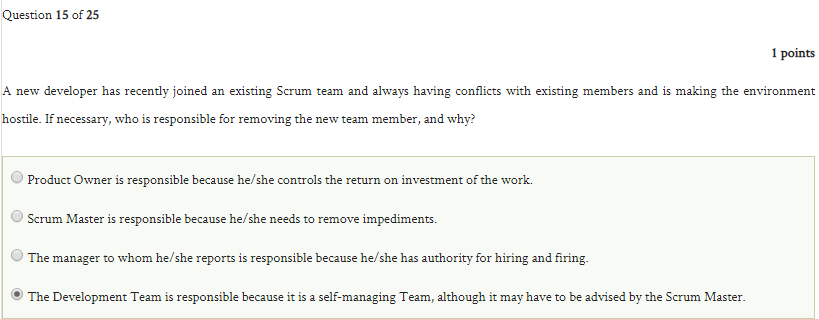 Question 15 of 25
1 points
A new developer has recently joined an existing Scrum team and always having conflicts with existing members and is making the environment
hostile. If necessary, who is responsible for removing the new team member, and why?
Product Owner is responsible because he/she controls the return on investment of the work.
Scrum Master is responsible because he/she needs to remove impediments.
The manager to whom he/she reports is responsible because he/she has authority for hiring and firing.
The Development Team is responsible because it is a self-managing Team, although it may have to be advised by the Scrum Master.